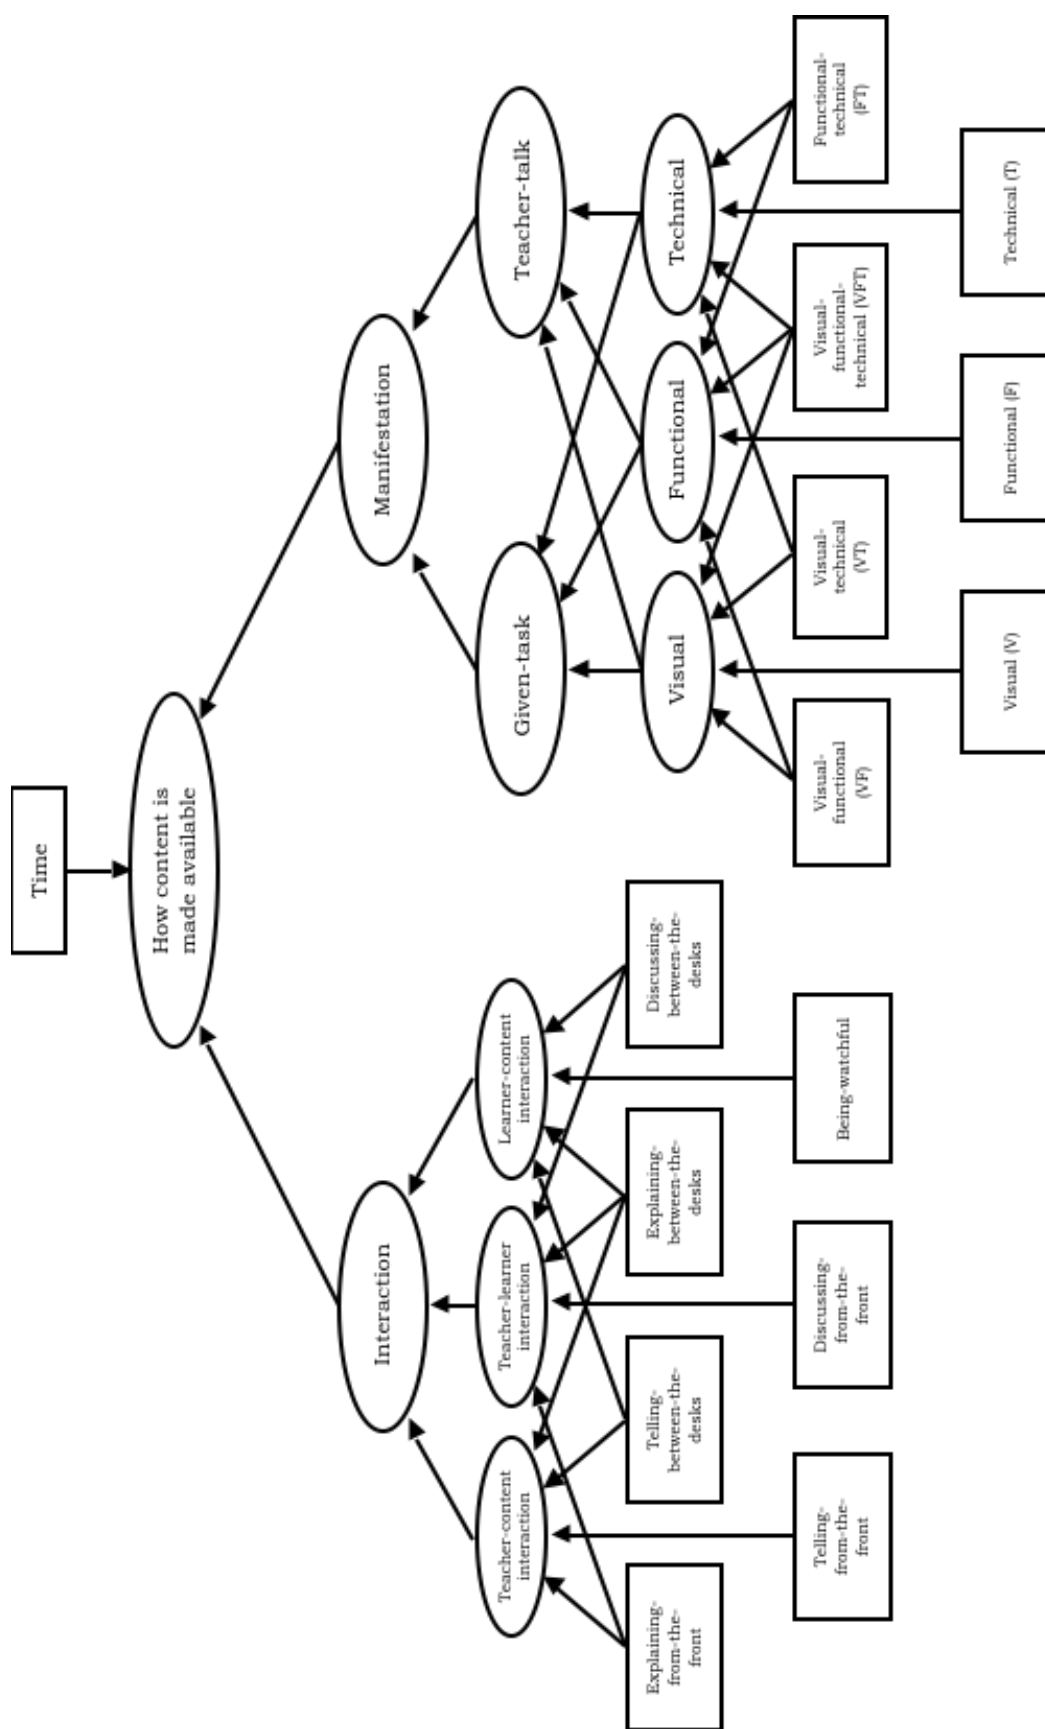 Time
How content is
made available
Interaction
Manifestation
Teacher-content
interaction
Teacher-learner
interaction
Learner-content
interaction
Given-task
Teacher-talk
Explaining-
from-the-
front
Telling-
between-the-
desks
Explaining-
between-the-
desks
Discussing-
between-the-
desks
Visual
Functional
Technical
Telling-
from-the-
front
Discussing-
from-the-
front
Being-watchful
Visual-
functional
(VF)
Visual-
technical
(VT)
Visual-
functional-
technical (VFT)
Functional-
technical
(FT)
Visual (V)
Functional (F)
Technical (T)